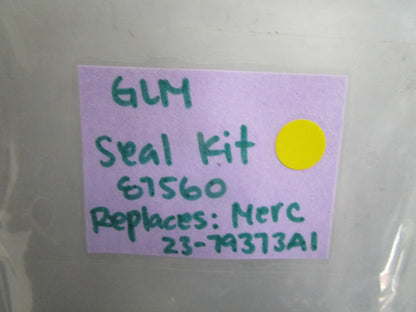 GLM
Seal Kit
87560
Replaces: Merc
23-79373A1